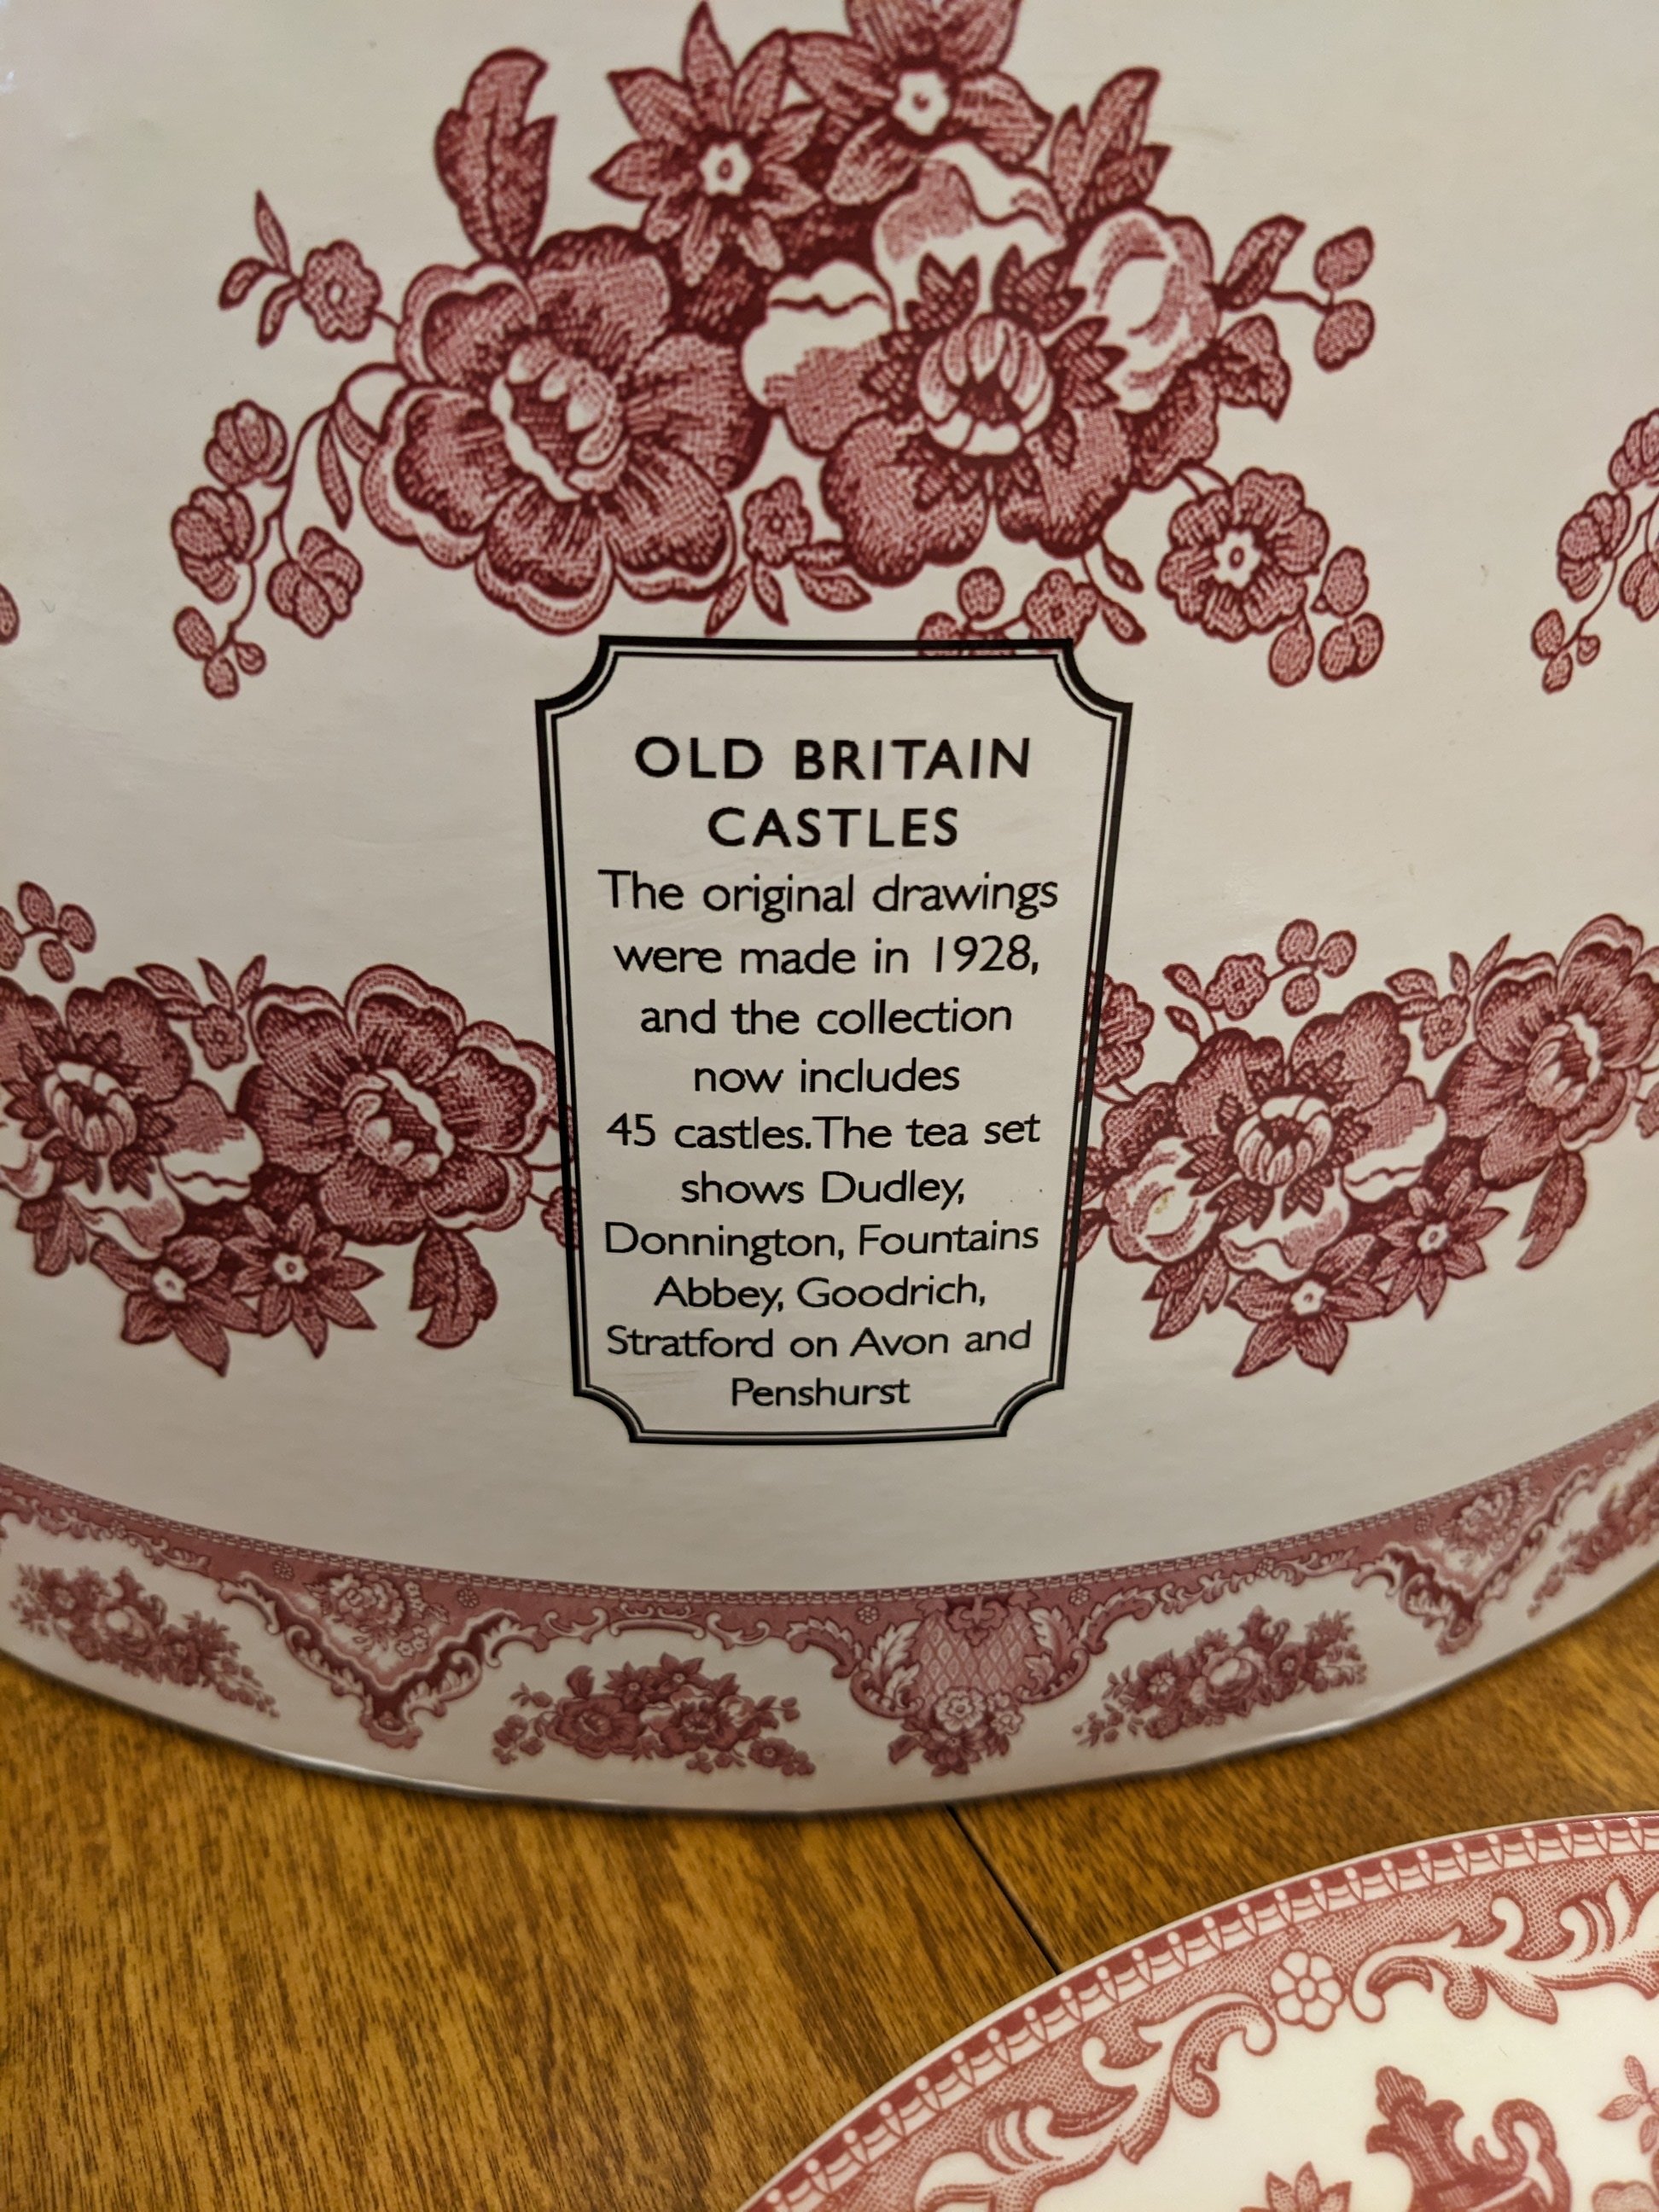 OLD BRITAIN
CASTLES
The original drawings
were made in 1928,
and the collection
now includes
45 castles.The tea set
shows Dudley,
Donnington, Fountains
Abbey, Goodrich,
Stratford on Avon and
Penshurst